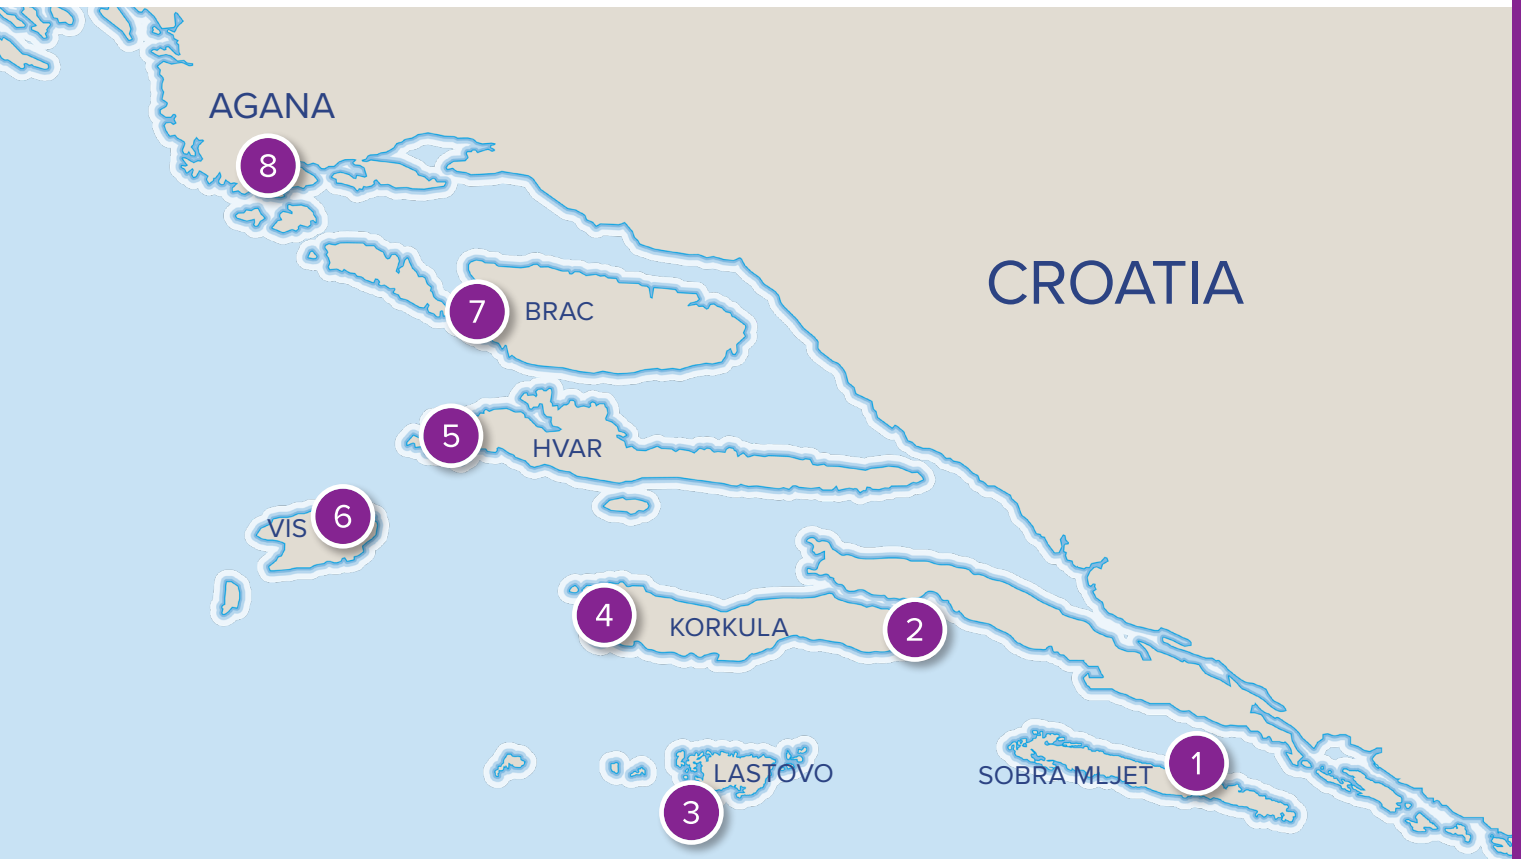 AGANA
8
CROATIA
7 BRAC
5
HVAR
6
VIS
4
KORKULA
2
1
LASTOVO
SOBRA MLJET
3